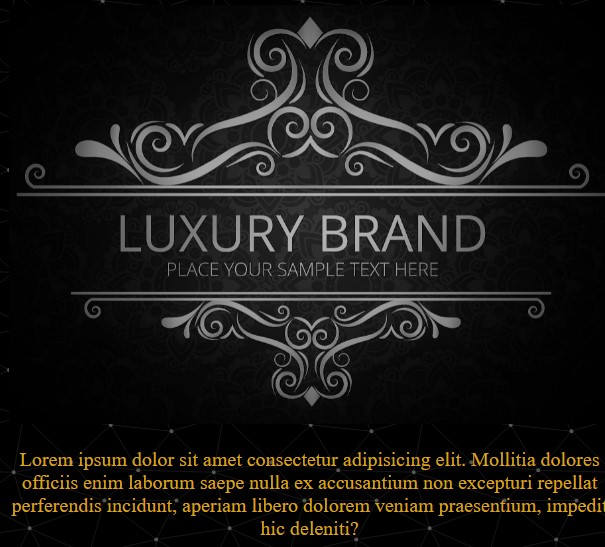 LUXURY BRAND
PLACE YOUR SAMPLE TEXT HERE
Lorem ipsum dolor sit amet consectetur adipisicing elit. Mollitia dolores
officiis enim laborum saepe nulla ex accusantium non excepturi repellat
perferendis incidunt, aperiam libero dolorem veniam praesentium, impedit
hic deleniti?